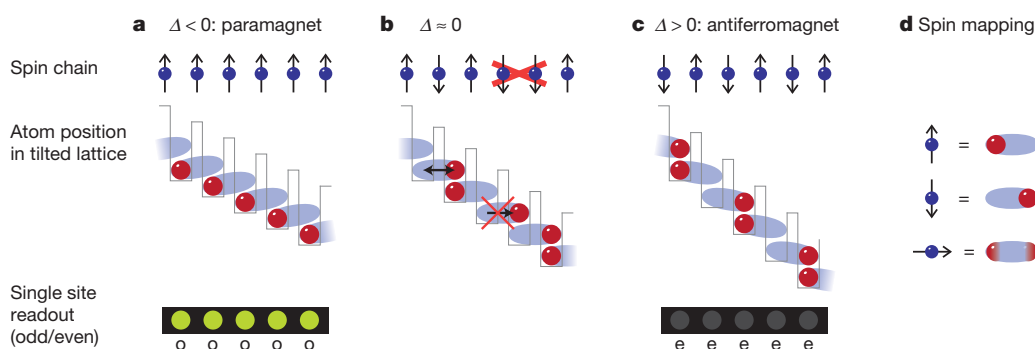 a Δ < 0: paramagnet b Δ ≈ 0 c Δ > 0: antiferromagnet d Spin mapping
Spin chain
Atom position
in tilted lattice
=
=
=
Single site
readout
(odd/even)
o o o o o e e e e e